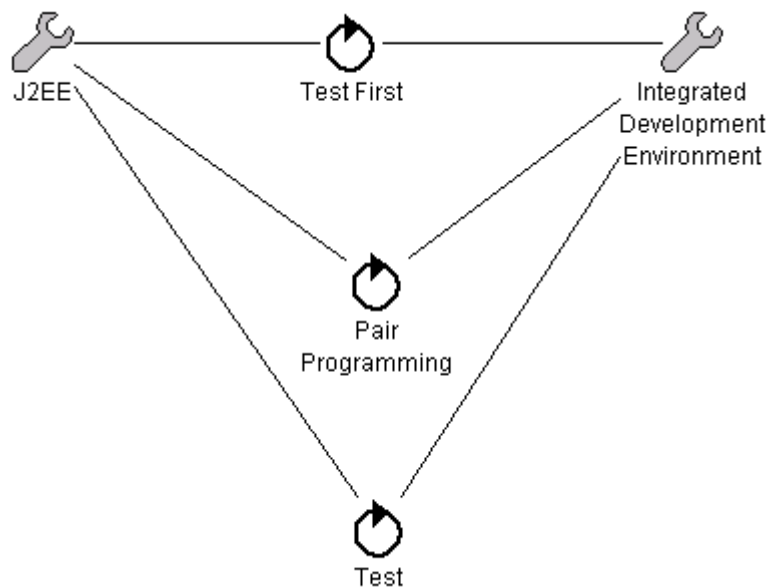 J2EE
Test First
Integrated
Development
Environment
Pair
Programming
Test